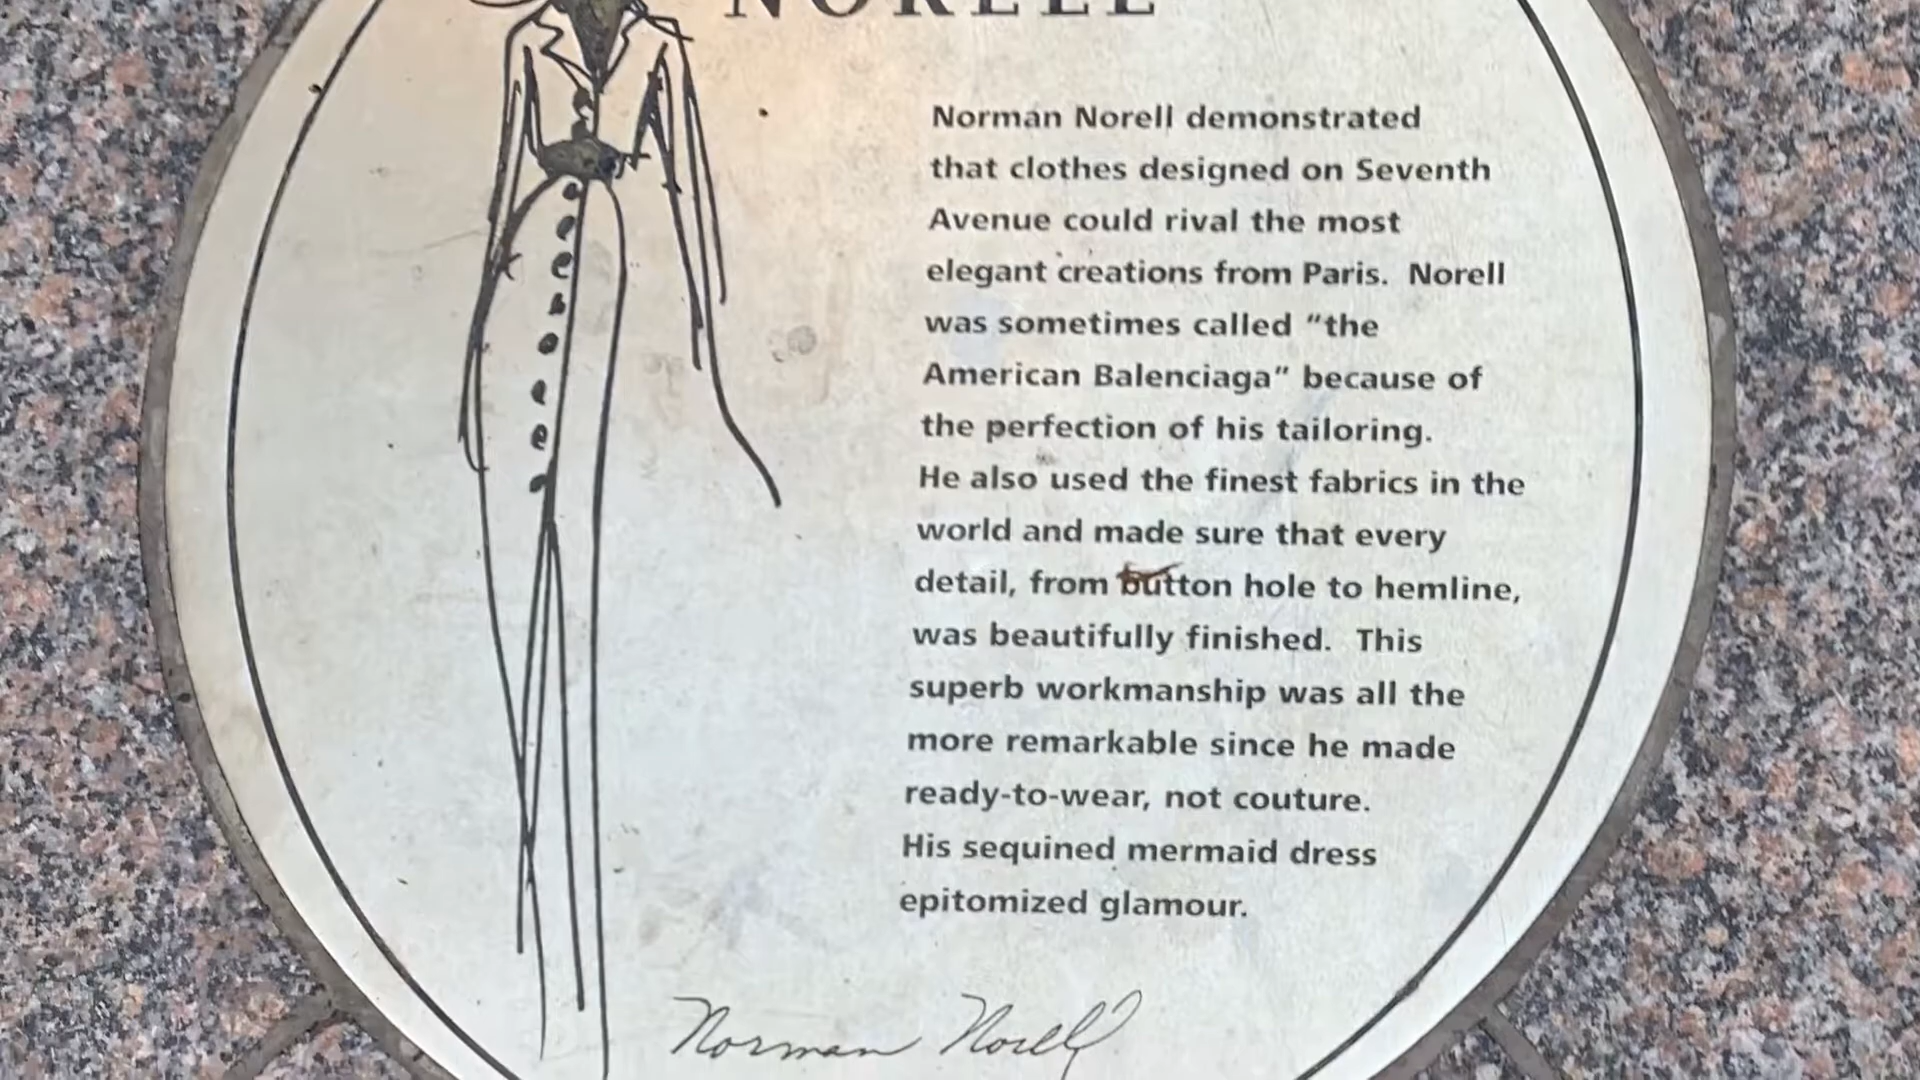 NORELL
Norman Norell demonstrated
that clothes designed on Seventh
Avenue could rival the most
elegant creations from Paris.  Norell
was sometimes called "the
American Balenciaga" because of
the perfection of his tailoring.
He also used the finest fabrics in the
world and made sure that every
detail, from button hole to hemline,
was beautifully finished.  This
superb workmanship was all the
more remarkable since he made
ready-to-wear, not couture.
His sequined mermaid dress
epitomized glamour.
Norman Norell